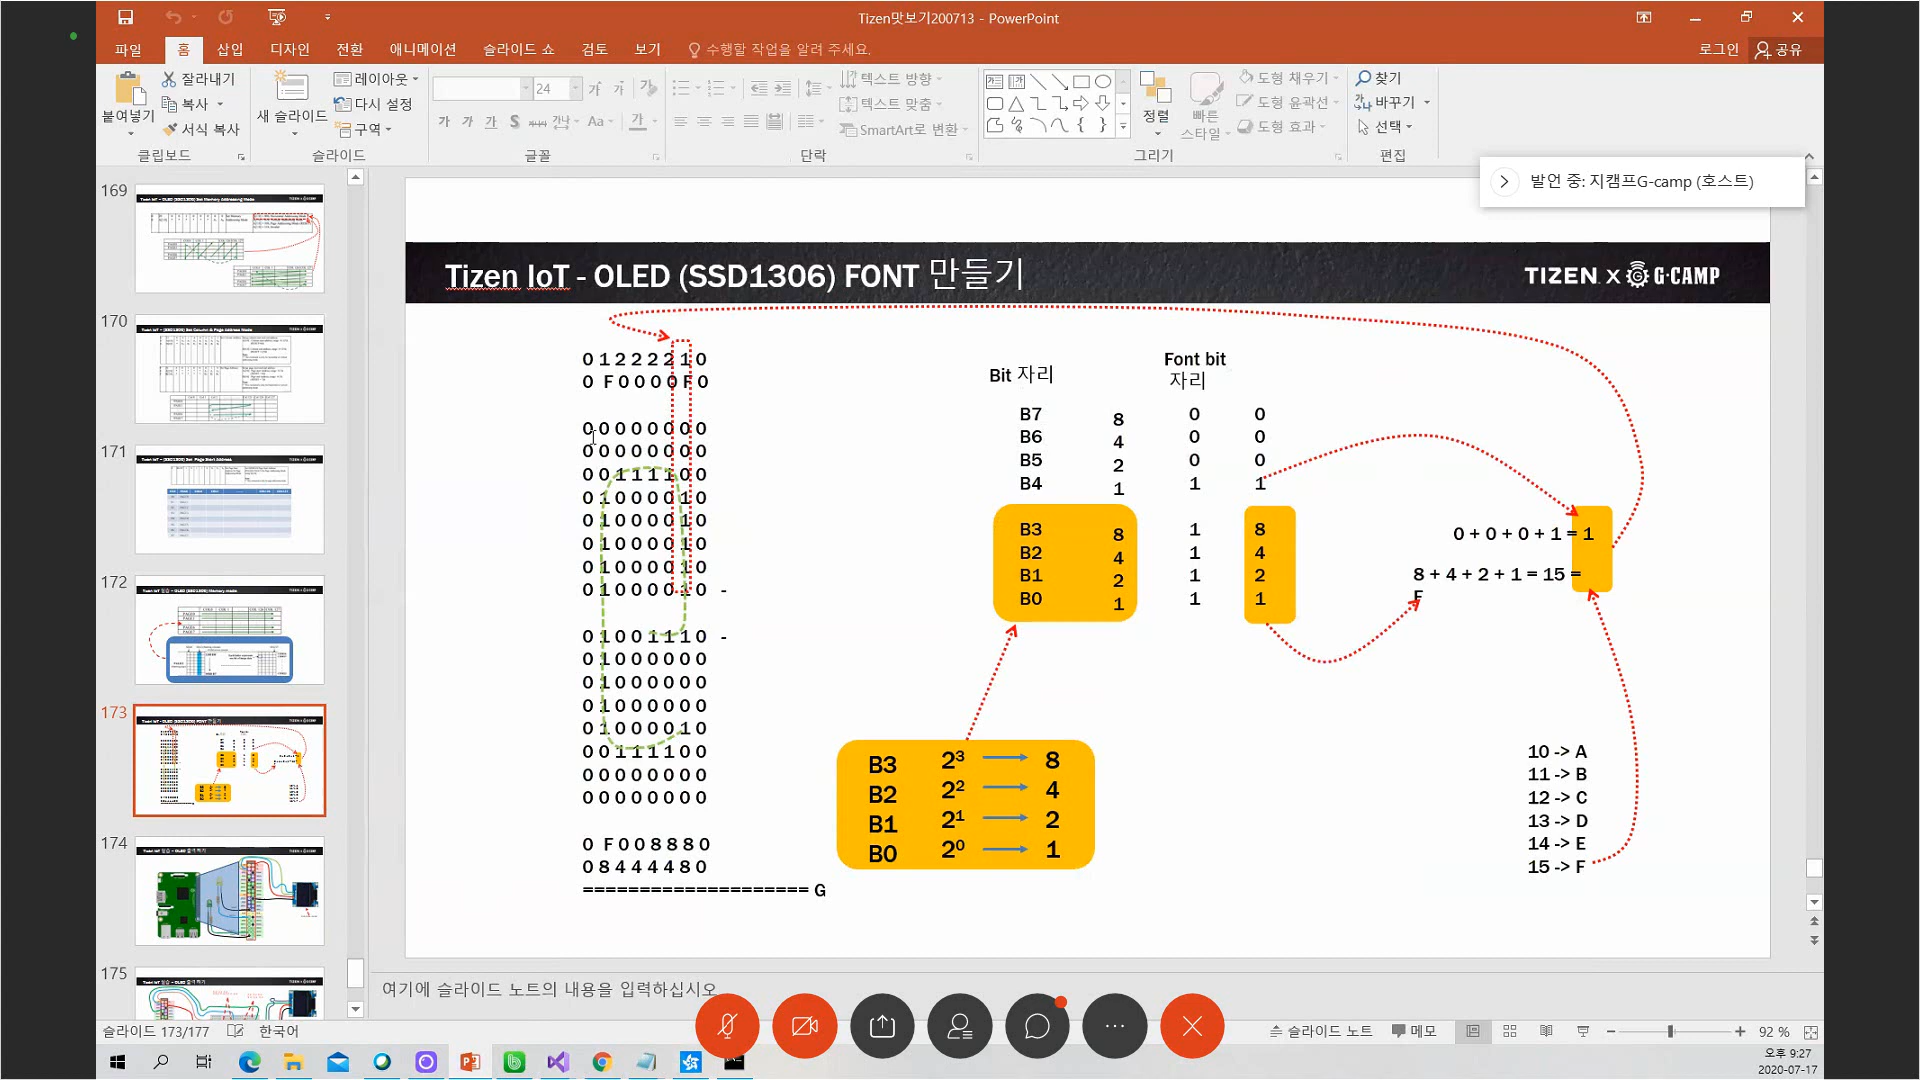 Tizen맛보기200713 - PowerPoint
파일 홈 삽입 디자인 전환 애니메이션 슬라이드 쇼 검토 보기 수행할 작업을 알려 주세요. 로그인 공유
붙여넣기 잘라내기 복사 서식 복사 클립보드
새 슬라이드 레이아웃 다시 설정 구역 슬라이드
24 글꼴
텍스트 방향 텍스트 맞춤 SmartArt로 변환 단락
정렬 빠른 스타일 도형 채우기 도형 윤곽선 도형 효과 그리기
찾기 바꾸기 선택 편집
발언 중: 지캠프G-camp (호스트)
169
170
171
172
173
174
175
Tizen IoT - OLED (SSD1306) FONT 만들기
TIZEN X G·CAMP
0 1 2 2 2 2 1 0
0 F 0 0 0 0 F 0
0 0 0 0 0 0 0 0
0 0 0 0 0 0 0 0
0 0 1 1 1 1 0 0
0 1 0 0 0 0 1 0
0 1 0 0 0 0 1 0
0 1 0 0 0 0 1 0
0 1 0 0 0 0 1 0
0 1 0 0 0 0 1 0 -
0 1 0 0 1 1 1 0 -
0 1 0 0 0 0 0 0
0 1 0 0 0 0 0 0
0 1 0 0 0 0 0 0
0 1 0 0 0 0 1 0
0 0 1 1 1 1 0 0
0 0 0 0 0 0 0 0
0 0 0 0 0 0 0 0
0 F 0 0 8 8 8 0
0 8 4 4 4 4 8 0
==================== G
Bit 자리
Font bit
자리
B7 8 0 0
B6 4 0 0
B5 2 0 0
B4 1 1 1
B3 8 1 8
B2 4 1 4
B1 2 1 2
B0 1 1 1
0 + 0 + 0 + 1 = 1
8 + 4 + 2 + 1 = 15 =
F
B3 2³ 8
B2 2² 4
B1 2¹ 2
B0 2⁰ 1
10 -> A
11 -> B
12 -> C
13 -> D
14 -> E
15 -> F
여기에 슬라이드 노트의 내용을 입력하십시오
슬라이드 173/177 한국어 슬라이드 노트 메모 92 %
오후 9:27
2020-07-17